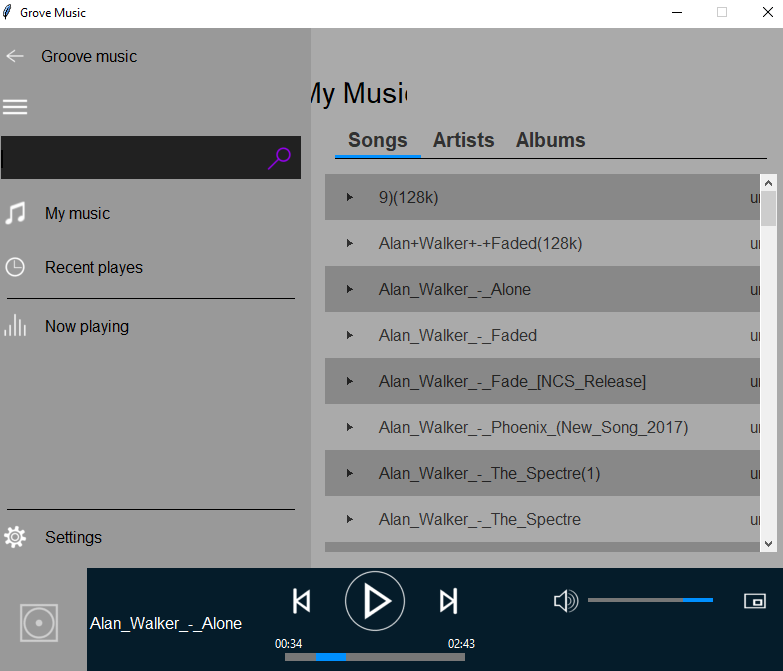 Grove Music
Groove music
My Music
Songs Artists Albums
9)(128k)
Alan+Walker+-+Faded(128k)
Alan_Walker_-_Alone
Alan_Walker_-_Faded
Alan_Walker_-_Fade_[NCS_Release]
Alan_Walker_-_Phoenix_(New_Song_2017)
Alan_Walker_-_The_Spectre(1)
Alan_Walker_-_The_Spectre
My music
Recent playes
Now playing
Settings
Alan_Walker_-_Alone
00:34 02:43